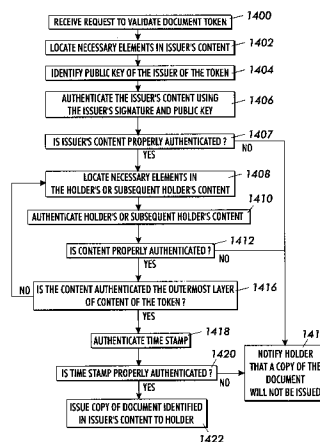 RECEIVE REQUEST TO VALIDATE DOCUMENT TOKEN
1400
LOCATE NECESSARY ELEMENTS IN ISSUER'S CONTENT
1402
IDENTIFY PUBLIC KEY OF THE ISSUER OF THE TOKEN
1404
AUTHENTICATE THE ISSUER'S CONTENT USING
THE ISSUER'S SIGNATURE AND PUBLIC KEY
1406
1407
IS ISSUER'S CONTENT PROPERLY AUTHENTICATED ?
NO
YES
LOCATE NECESSARY ELEMENTS IN
THE HOLDER'S OR SUBSEQUENT HOLDER'S CONTENT
1408
1410
AUTHENTICATE HOLDER'S OR SUBSEQUENT HOLDER'S CONTENT
1412
IS CONTENT PROPERLY AUTHENTICATED ?
YES
NO
NO
IS THE CONTENT AUTHENTICATED THE OUTERMOST LAYER
OF CONTENT OF THE TOKEN ?
1416
YES
1418
AUTHENTICATE TIME STAMP
1420
IS TIME STAMP PROPERLY AUTHENTICATED ?
YES
NO
141
NOTIFY HOLDER
THAT A COPY OF THE
DOCUMENT
WILL NOT BE ISSUED
ISSUE COPY OF DOCUMENT IDENTIFIED
IN ISSUER'S CONTENT TO HOLDER
1422